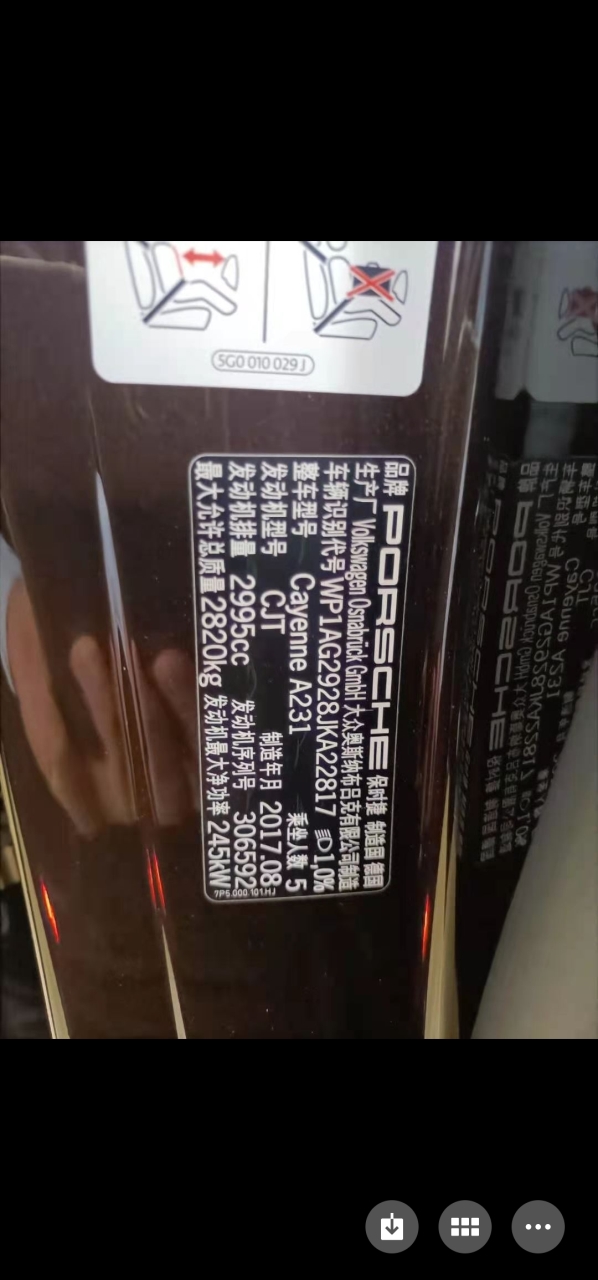 5G0 010 029 J
品牌 PORSCHE 保时捷 制造国 德国
生产厂 Volkswagen Osnabrück GmbH 大众奥斯纳布吕克有限公司制造
车辆识别代号 WP1AG2928JKA22817 1,0%
整车型号 Cayenne A231 乘坐人数 5
发动机型号 CJT 制造年月 2017.08
发动机排量 2995cc 发动机序列号 306592
最大允许总质量 2820kg 发动机最大净功率 245kW
7P5.000.101.HJ